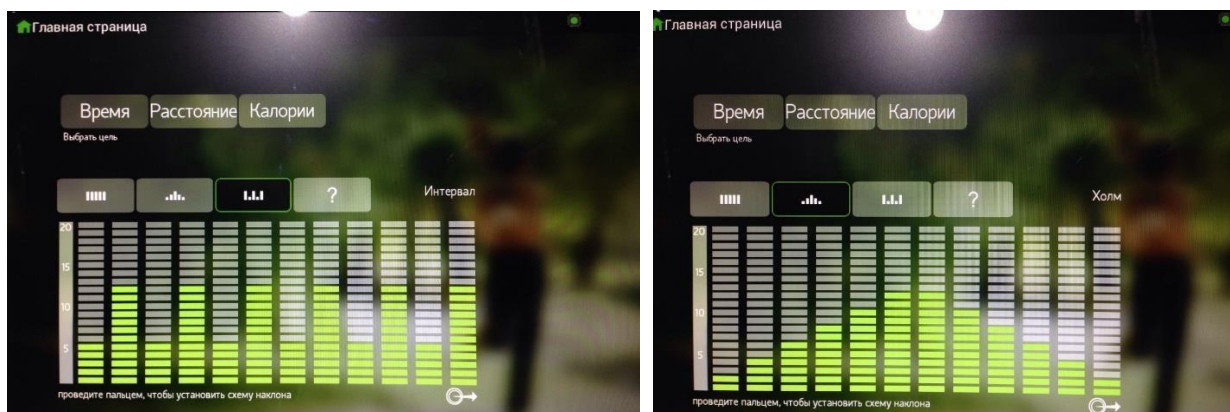 Главная страница
Время Расстояние Калории
Выбрать цель
?
Интервал
20
15
10
5
проведите пальцем, чтобы установить схему наклона
Главная страница
Время Расстояние Калории
Выбрать цель
?
Холм
20
15
10
5
проведите пальцем, чтобы установить схему наклона